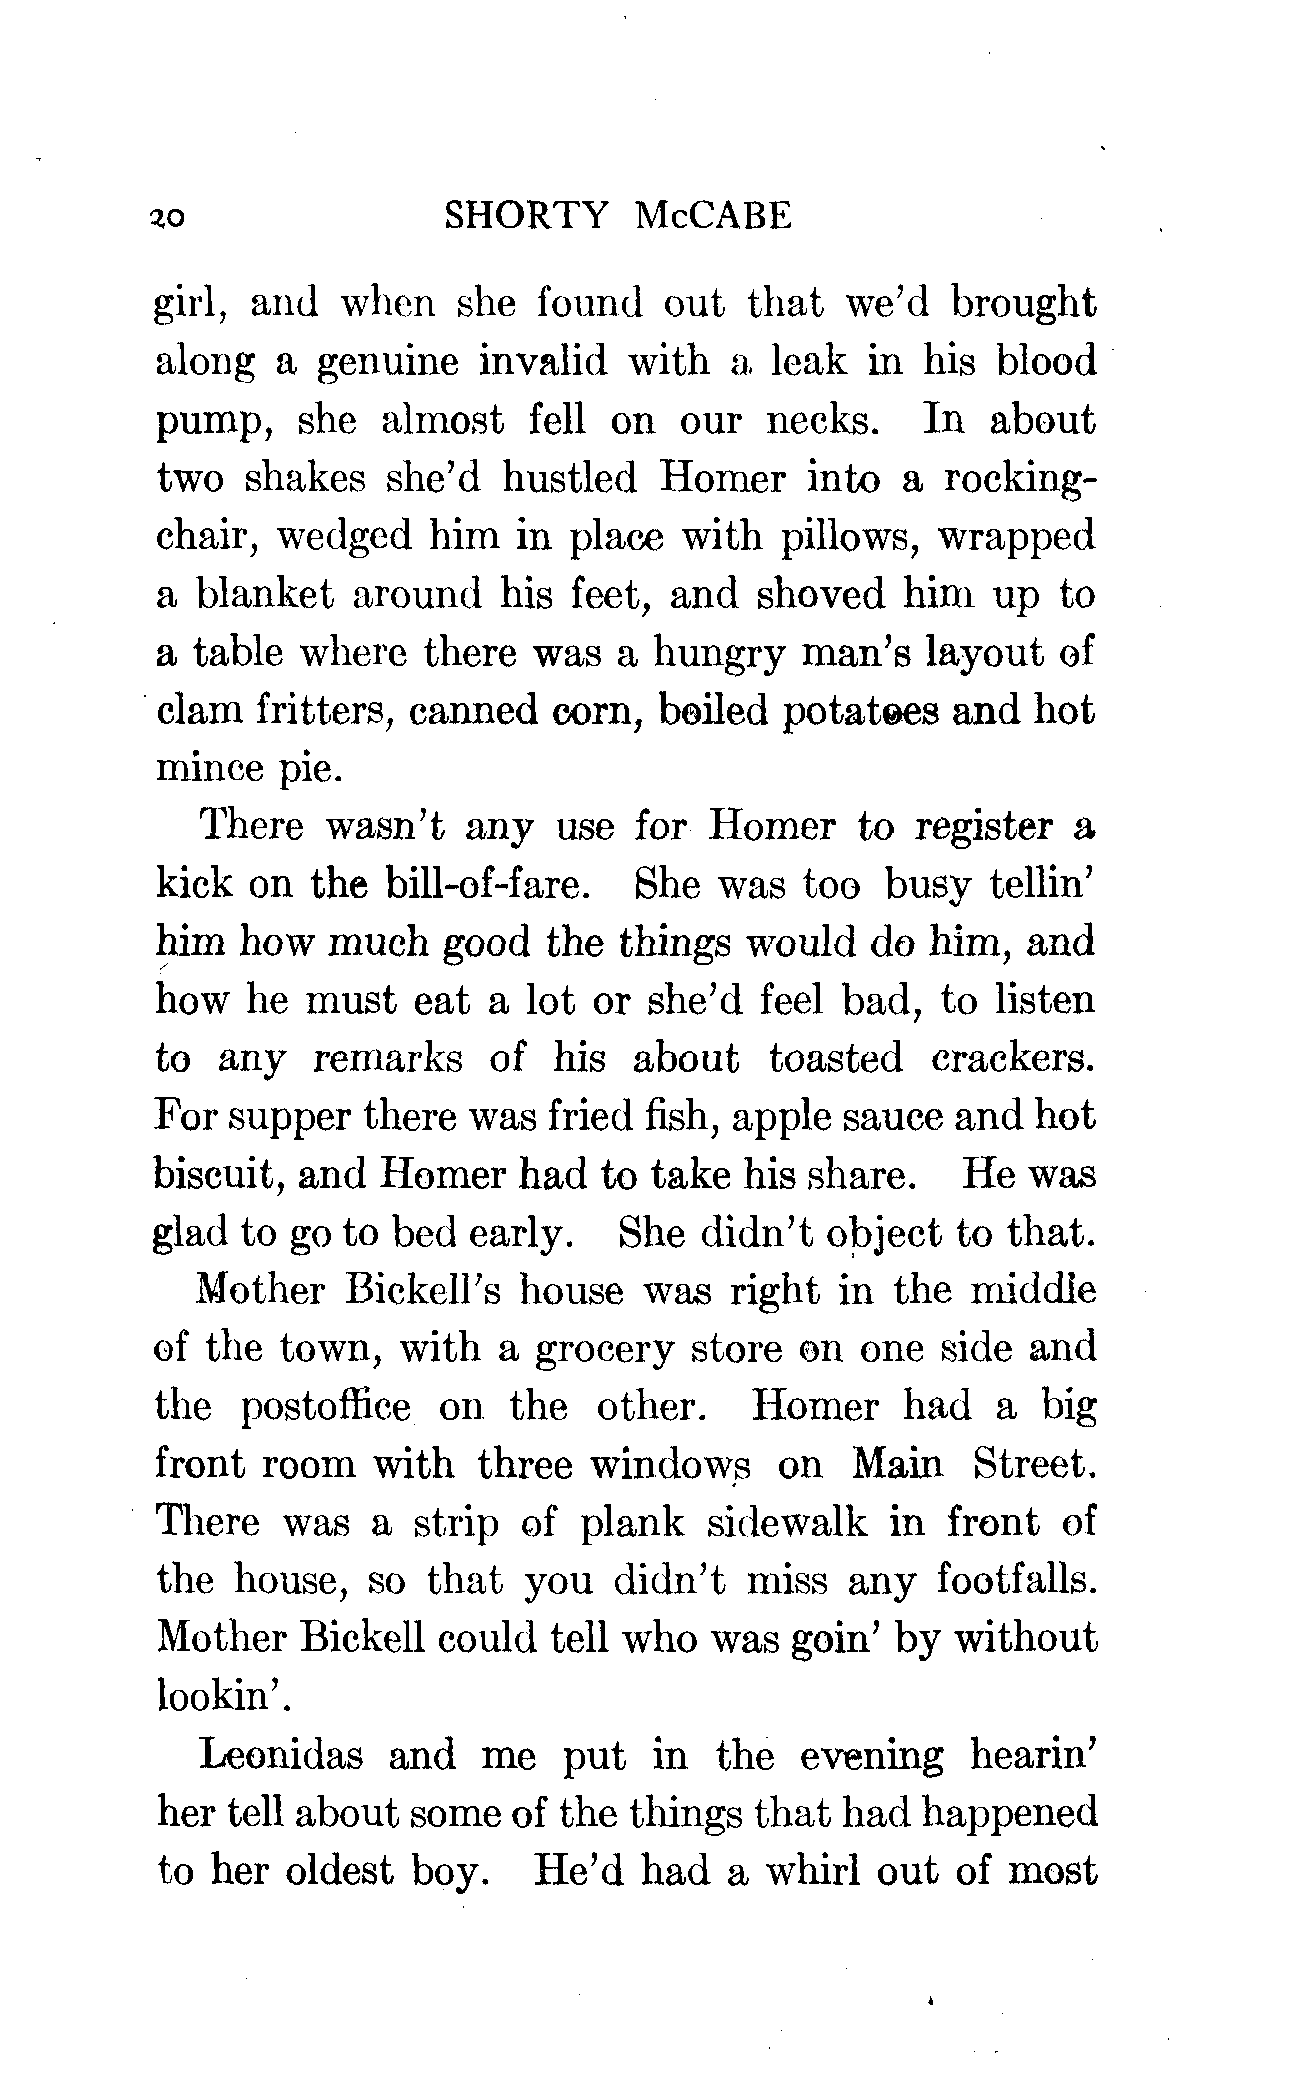 20 SHORTY McCABE
girl, and when she found out that we'd brought
along a genuine invalid with a leak in his blood
pump, she almost fell on our necks. In about
two shakes she'd hustled Homer into a rocking-
chair, wedged him in place with pillows, wrapped
a blanket around his feet, and shoved him up to
a table where there was a hungry man's layout of
clam fritters, canned corn, boiled potatoes and hot
mince pie.
There wasn't any use for Homer to register a
kick on the bill-of-fare. She was too busy tellin'
him how much good the things would do him, and
how he must eat a lot or she'd feel bad, to listen
to any remarks of his about toasted crackers.
For supper there was fried fish, apple sauce and hot
biscuit, and Homer had to take his share. He was
glad to go to bed early. She didn't object to that.
Mother Bickell's house was right in the middle
of the town, with a grocery store on one side and
the postoffice on the other. Homer had a big
front room with three windows on Main Street.
There was a strip of plank sidewalk in front of
the house, so that you didn't miss any footfalls.
Mother Bickell could tell who was goin' by without
lookin'.
Leonidas and me put in the evening hearin'
her tell about some of the things that had happened
to her oldest boy. He'd had a whirl out of most